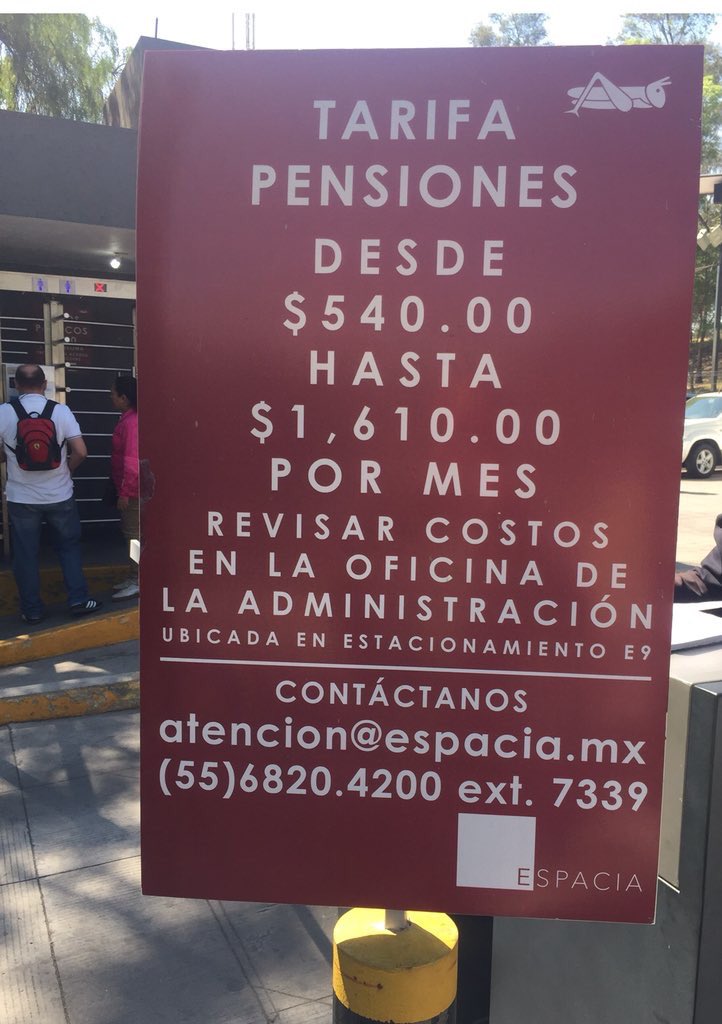 TARIFA
PENSIONES
DESDE
$540.00
HASTA
$1,610.00
POR MES
REVISAR COSTOS
EN LA OFICINA DE
LA ADMINISTRACIÓN
UBICADA EN ESTACIONAMIENTO E9
CONTÁCTANOS
atencion@espacia.mx
(55)6820.4200 ext. 7339
ESPACIA